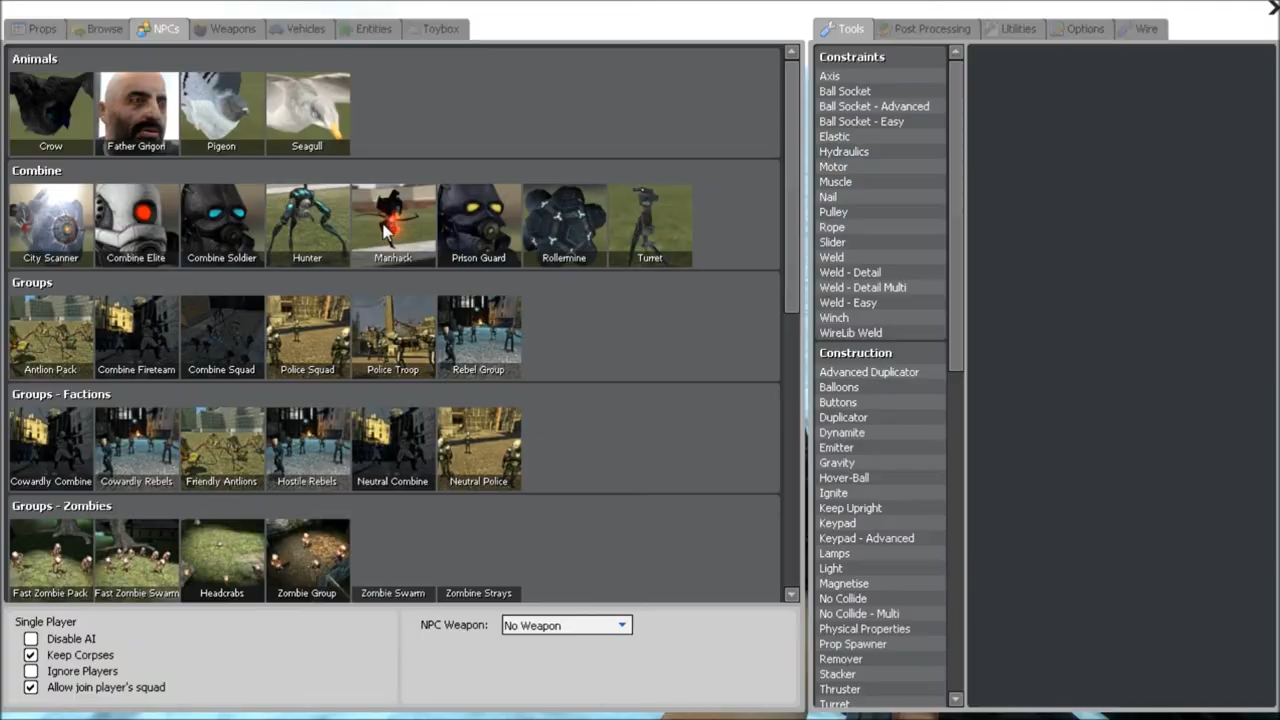 Props Browse NPCs Weapons Vehicles Entities Toybox
Animals
Crow Father Grigori Pigeon Seagull
Combine
City Scanner Combine Elite Combine Soldier Hunter Manhack Prison Guard Rollermine Turret
Groups
Antlion Pack Combine Fireteam Combine Squad Police Squad Police Troop Rebel Group
Groups - Factions
Cowardly Combine Cowardly Rebels Friendly Antlions Hostile Rebels Neutral Combine Neutral Police
Groups - Zombies
Fast Zombie Pack Fast Zombie Swarm Headcrabs Zombie Group Zombie Swarm Zombine Strays
Single Player
Disable AI
Keep Corpses
Ignore Players
Allow join player's squad
NPC Weapon: No Weapon
Tools Post Processing Utilities Options Wire
Constraints
Axis
Ball Socket
Ball Socket - Advanced
Ball Socket - Easy
Elastic
Hydraulics
Motor
Muscle
Nail
Pulley
Rope
Slider
Weld
Weld - Detail
Weld - Detail Multi
Weld - Easy
Winch
WireLib Weld
Construction
Advanced Duplicator
Balloons
Buttons
Duplicator
Dynamite
Emitter
Gravity
Hover-Ball
Ignite
Keep Upright
Keypad
Keypad - Advanced
Lamps
Light
Magnetise
No Collide
No Collide - Multi
Physical Properties
Prop Spawner
Remover
Stacker
Thruster
Turret